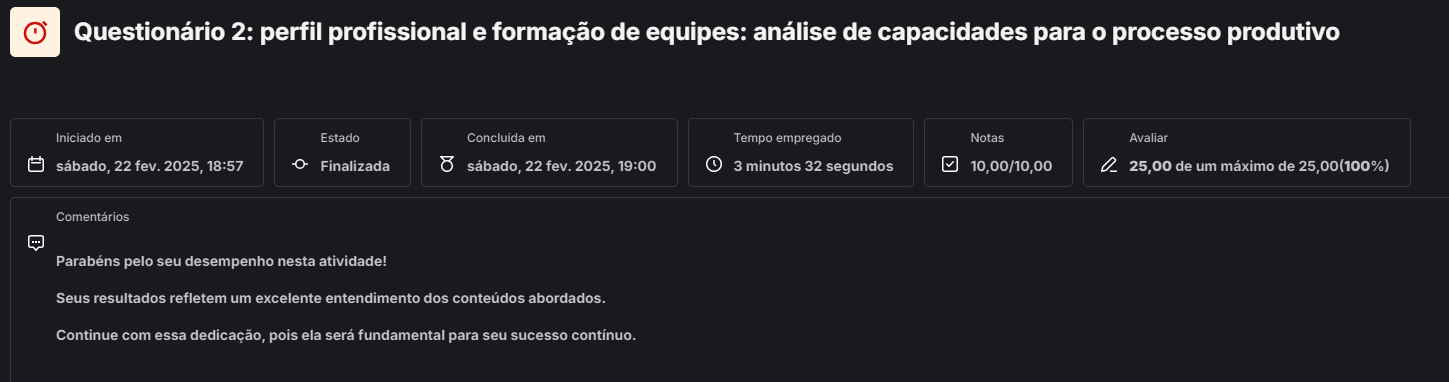 Questionário 2: perfil profissional e formação de equipes: análise de capacidades para o processo produtivo
Iniciado em
sábado, 22 fev. 2025, 18:57
Estado
Finalizada
Concluída em
sábado, 22 fev. 2025, 19:00
Tempo empregado
3 minutos 32 segundos
Notas
10,00/10,00
Avaliar
25,00 de um máximo de 25,00(100%)
Comentários
Parabéns pelo seu desempenho nesta atividade!
Seus resultados refletem um excelente entendimento dos conteúdos abordados.
Continue com essa dedicação, pois ela será fundamental para seu sucesso contínuo.